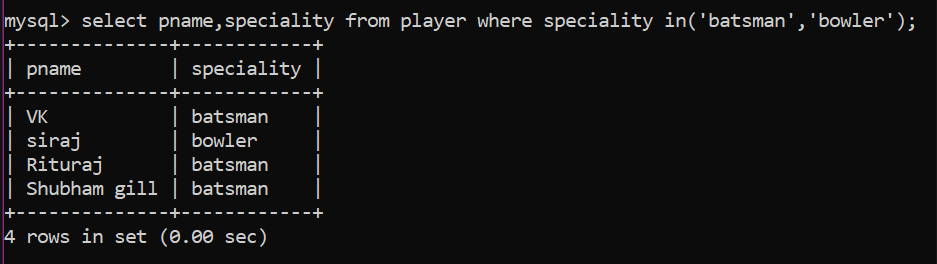 mysql> select pname,speciality from player where speciality in('batsman','bowler');
+--------------+------------+
| pname        | speciality |
+--------------+------------+
| VK           | batsman    |
| siraj        | bowler     |
| Rituraj      | batsman    |
| Shubham gill | batsman    |
+--------------+------------+
4 rows in set (0.00 sec)